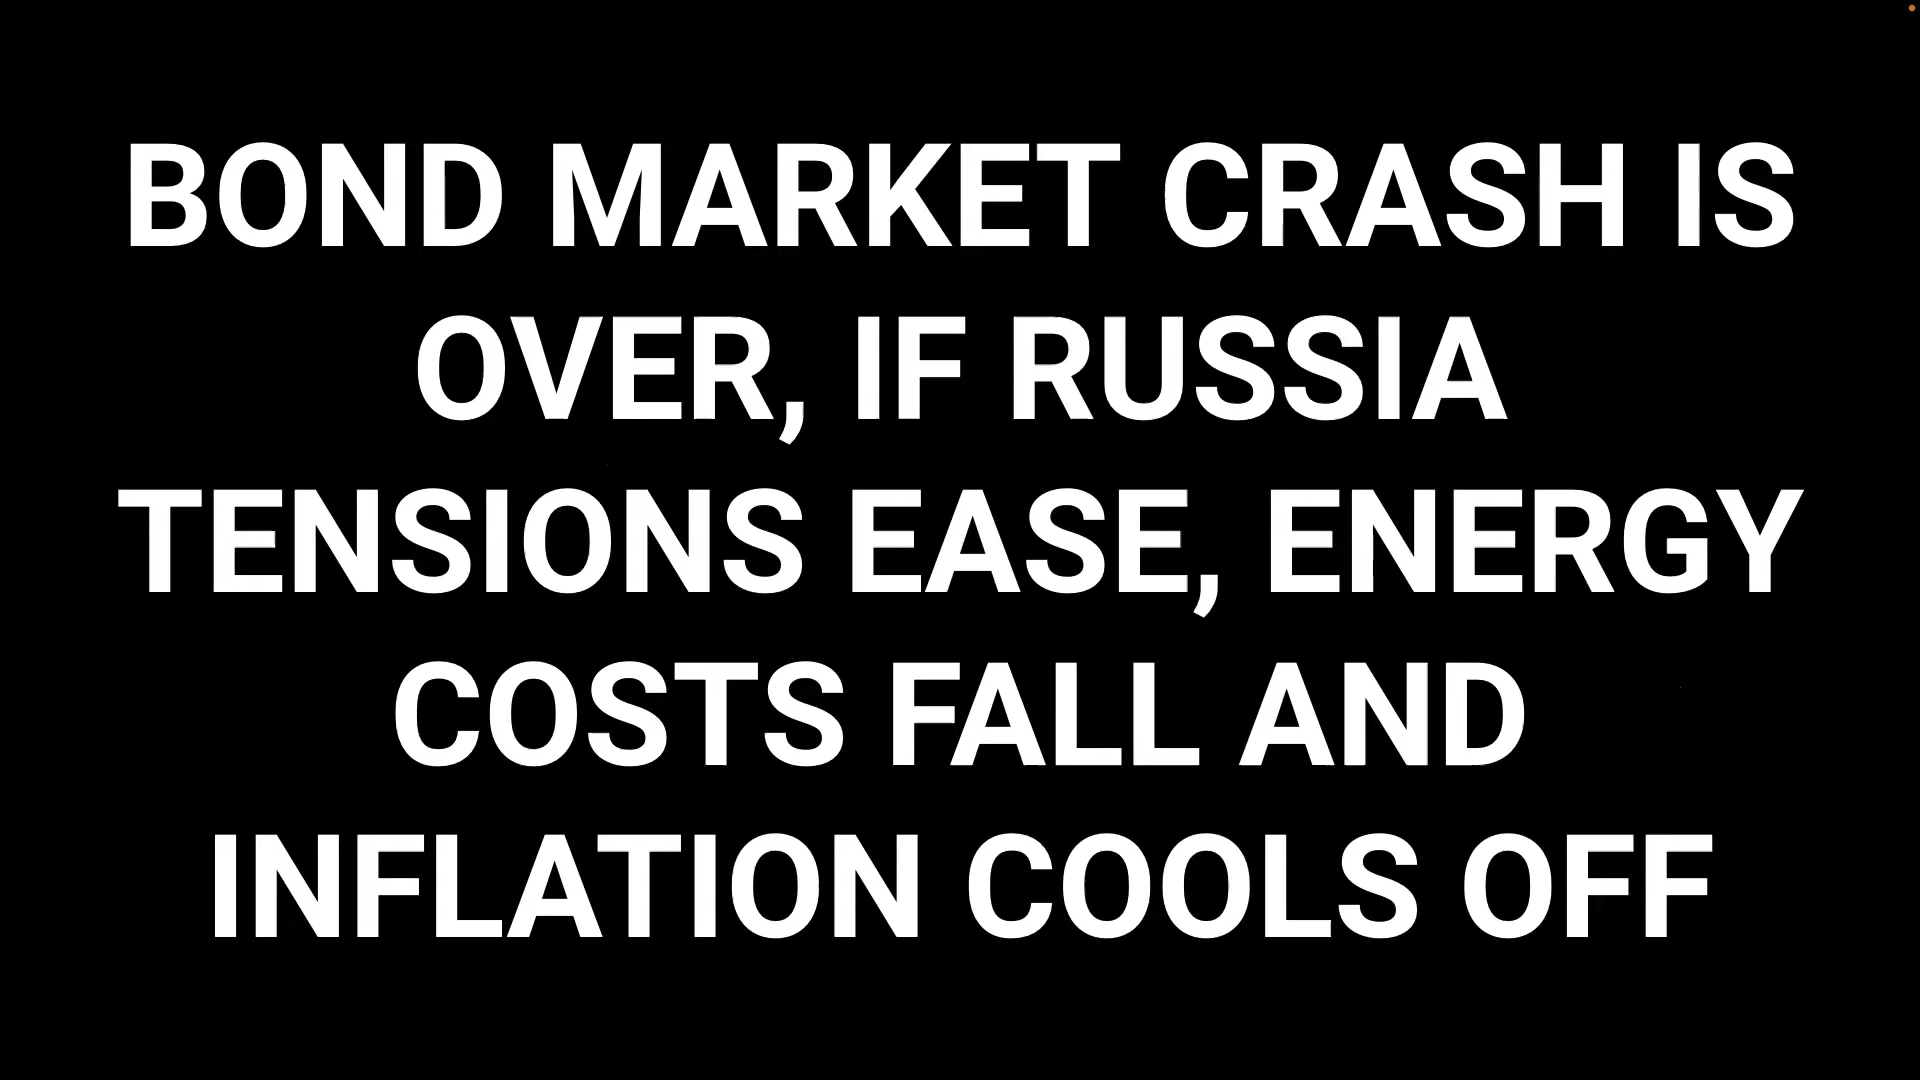 BOND MARKET CRASH IS
OVER, IF RUSSIA
TENSIONS EASE, ENERGY
COSTS FALL AND
INFLATION COOLS OFF